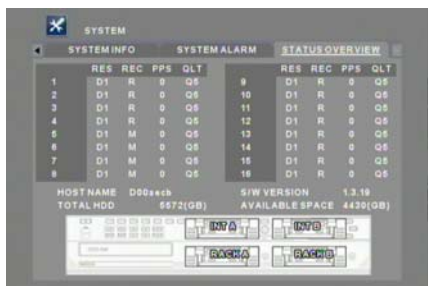 SYSTEM
SYSTEM INFO SYSTEM ALARM STATUS OVERVIEW
RES REC PPS QLT RES REC PPS QLT
1 D1 R 0 Q5 9 D1 R 0 Q5
2 D1 R 0 Q5 10 D1 R 0 Q5
3 D1 R 0 Q5 11 D1 R 0 Q5
4 D1 R 0 Q5 12 D1 R 0 Q5
5 D1 M 0 Q5 13 D1 R 0 Q5
6 D1 M 0 Q5 14 D1 R 0 Q5
7 D1 M 0 Q5 15 D1 R 0 Q5
8 D1 M 0 Q5 16 D1 R 0 Q5
HOST NAME D00sech S/W VERSION 1.3.19
TOTAL HDD 5572(GB) AVAILABLE SPACE 4430(GB)
INT A INT B
RACK A RACK B